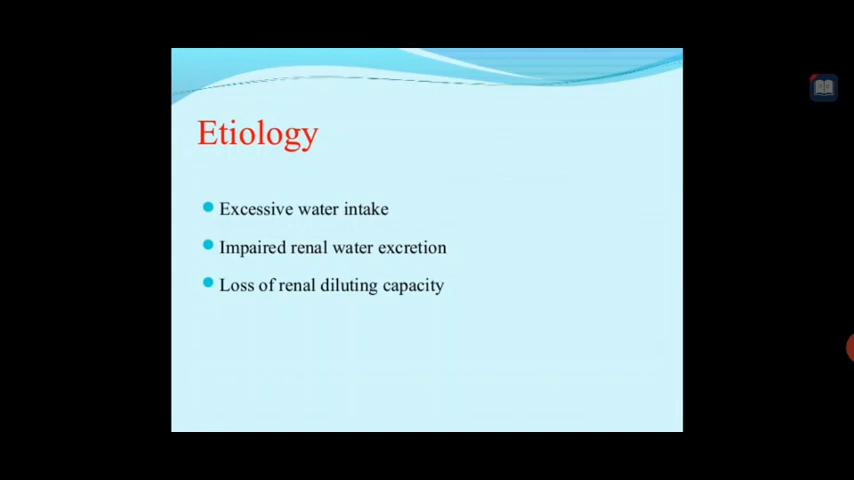 Etiology
Excessive water intake
Impaired renal water excretion
Loss of renal diluting capacity